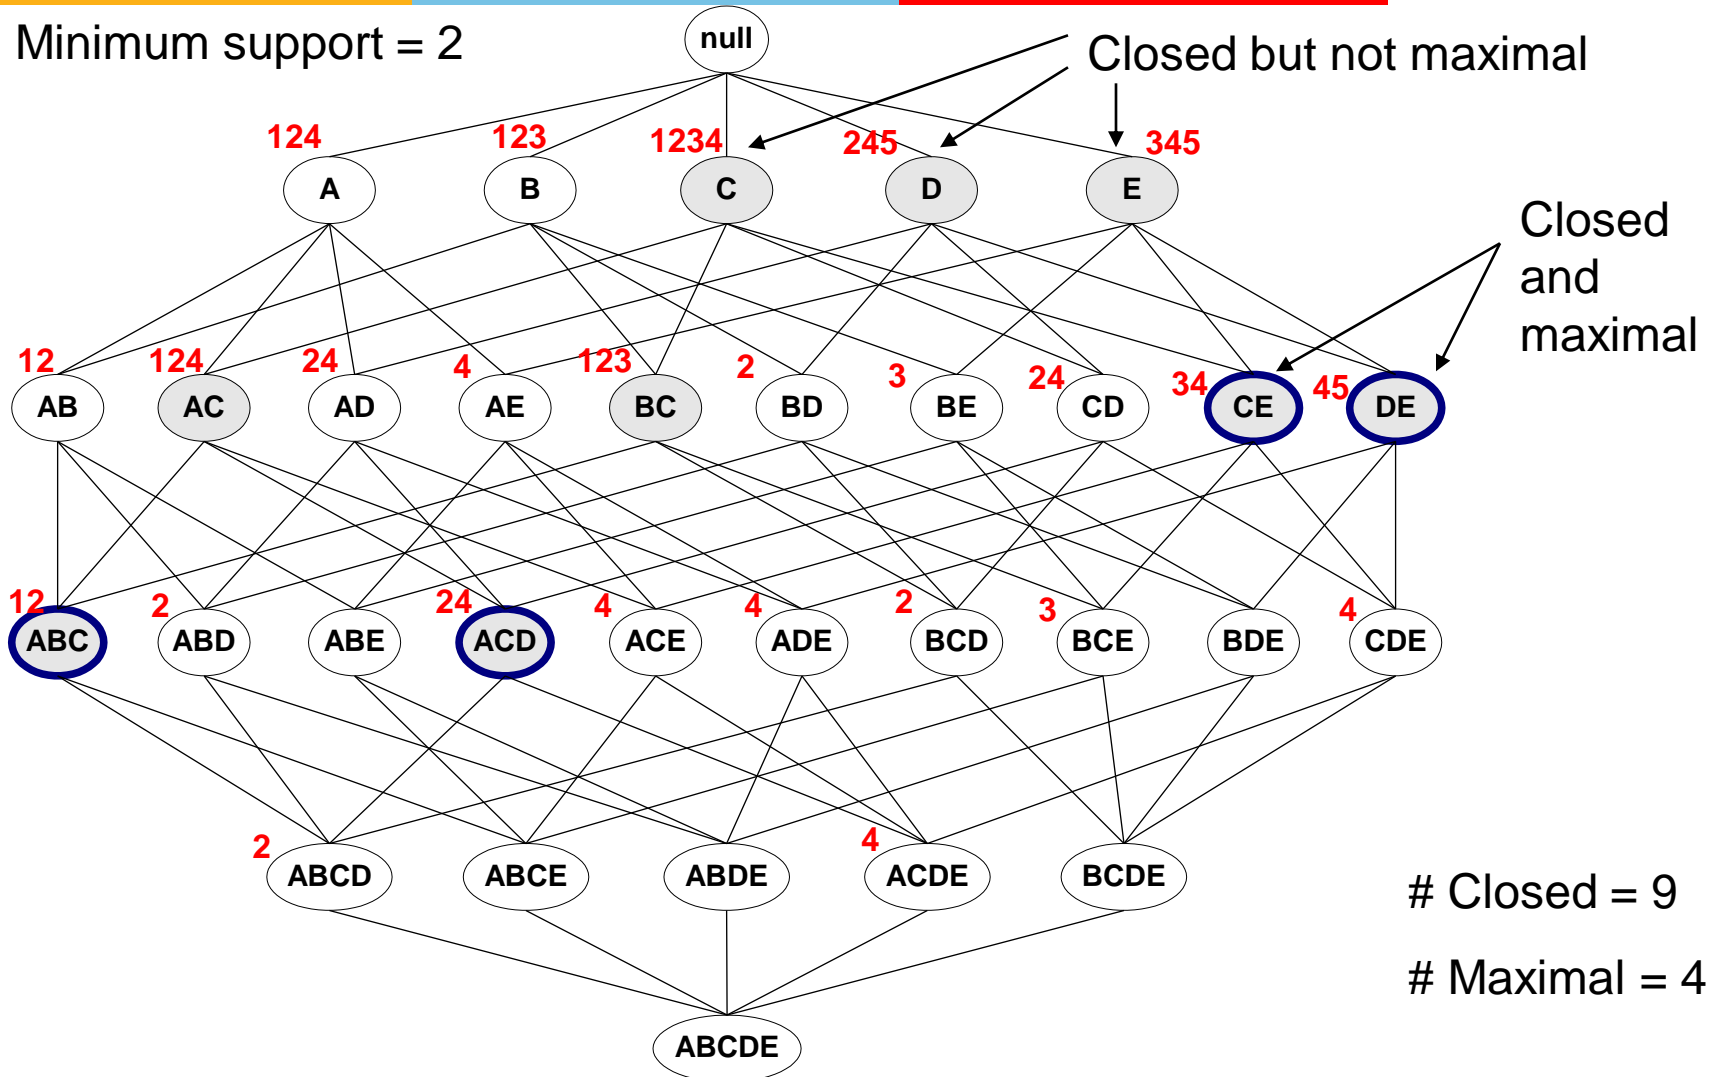 Minimum support = 2
null
Closed but not maximal
124 123 1234 245 345
A B C D E
Closed
and
maximal
12 124 24 4 123 2 3 24 34 45
AB AC AD AE BC BD BE CD CE DE
12 2 24 4 4 2 3 4
ABC ABD ABE ACD ACE ADE BCD BCE BDE CDE
2 4
ABCD ABCE ABDE ACDE BCDE
# Closed = 9
# Maximal = 4
ABCDE